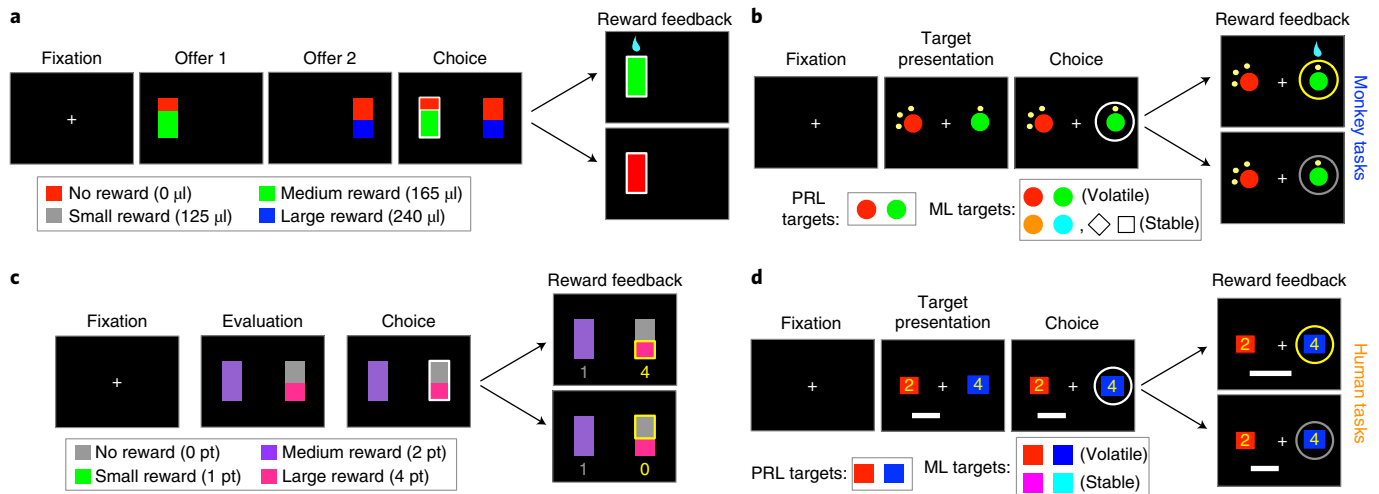 a
Reward feedback
Fixation
Offer 1
Offer 2
Choice
+
No reward (0 µl)
Medium reward (165 µl)
Small reward (125 µl)
Large reward (240 µl)
b
Reward feedback
Target
presentation
Fixation
Choice
+
+
+
+
+
PRL
targets:
ML targets:
(Volatile)
, (Stable)
Monkey tasks
c
Reward feedback
Fixation
Evaluation
Choice
+
1 4
1 0
No reward (0 pt)
Medium reward (2 pt)
Small reward (1 pt)
Large reward (4 pt)
d
Reward feedback
Target
presentation
Fixation
Choice
+
2 + 4
2 + 4
2 + 4
2 + 4
PRL targets:
ML targets:
(Volatile)
(Stable)
Human tasks